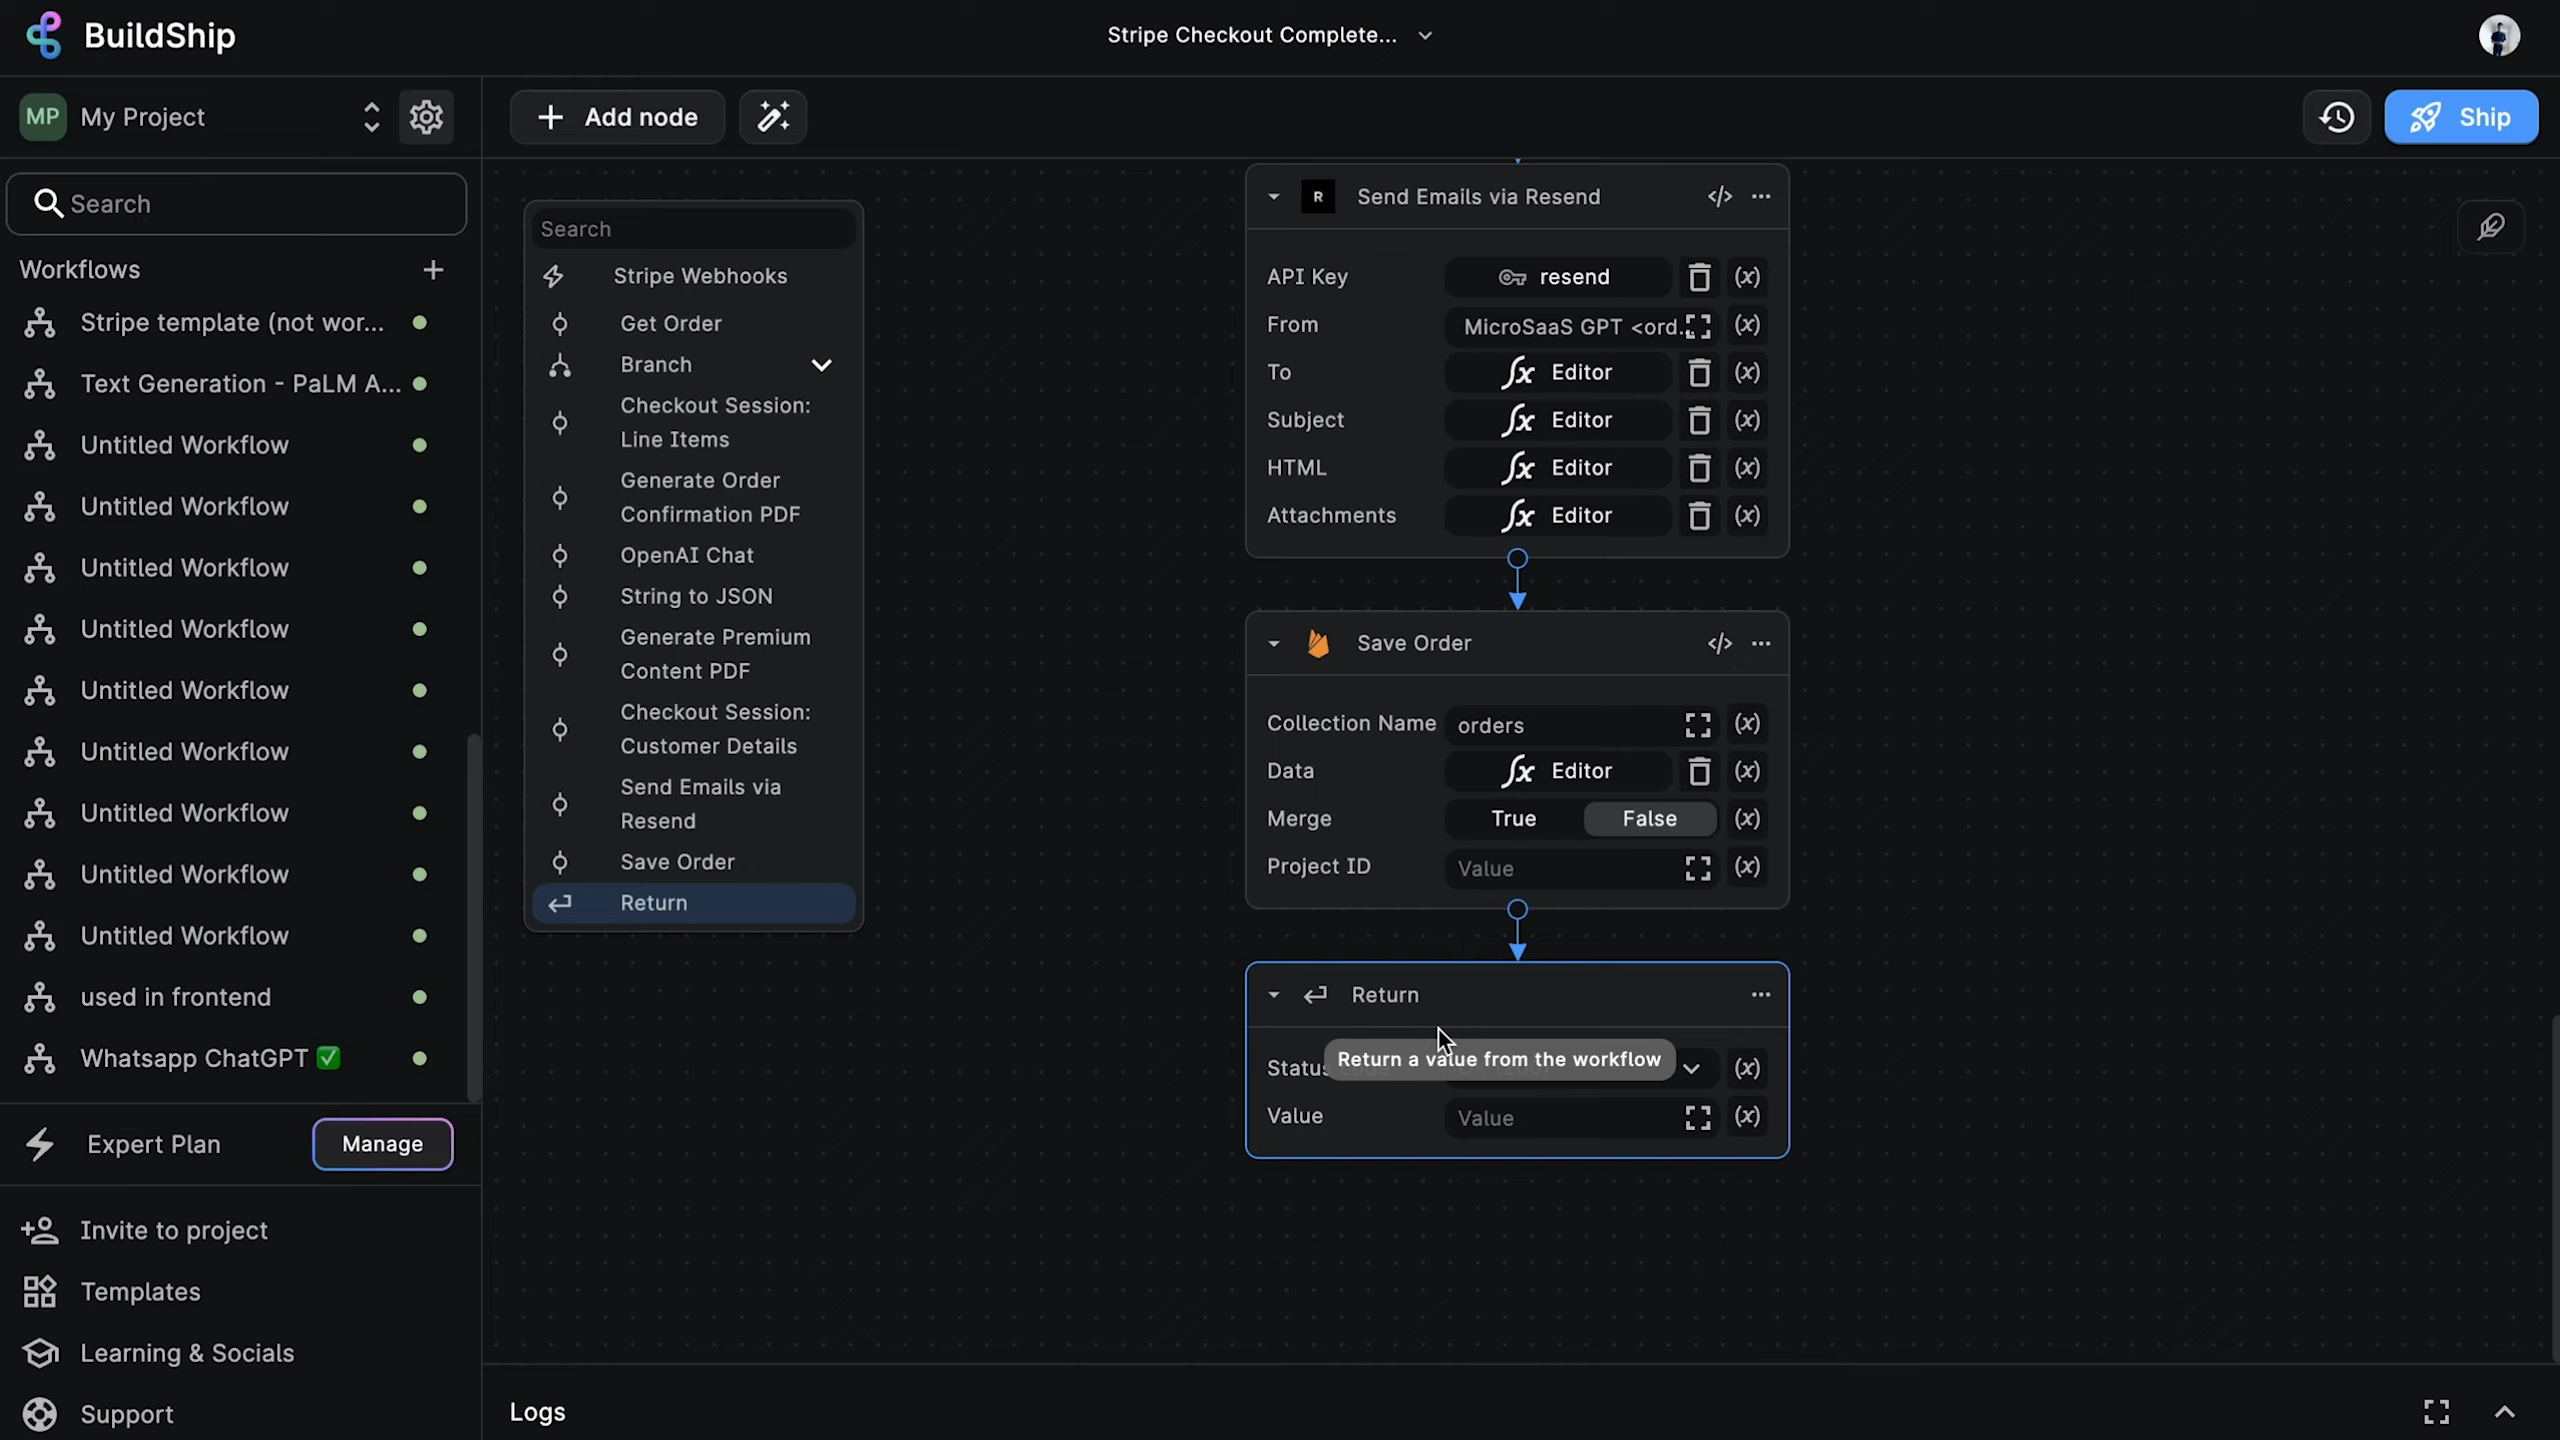 BuildShip
Stripe Checkout Complete...
MP My Project
Add node
Ship
Search
Workflows
Stripe template (not wor...
Text Generation - PaLM A...
Untitled Workflow
Untitled Workflow
Untitled Workflow
Untitled Workflow
Untitled Workflow
Untitled Workflow
Untitled Workflow
Untitled Workflow
Untitled Workflow
used in frontend
Whatsapp ChatGPT ✅
Expert Plan
Manage
Invite to project
Templates
Learning & Socials
Support
Search
Stripe Webhooks
Get Order
Branch
Checkout Session:
Line Items
Generate Order
Confirmation PDF
OpenAI Chat
String to JSON
Generate Premium
Content PDF
Checkout Session:
Customer Details
Send Emails via
Resend
Save Order
Return
R Send Emails via Resend </> ...
API Key resend (x)
From MicroSaaS GPT <ord... (x)
To fx Editor (x)
Subject fx Editor (x)
HTML fx Editor (x)
Attachments fx Editor (x)
Save Order </> ...
Collection Name orders (x)
Data fx Editor (x)
Merge True False (x)
Project ID Value (x)
Return ...
Return a value from the workflow
Status (x)
Value Value (x)
Logs